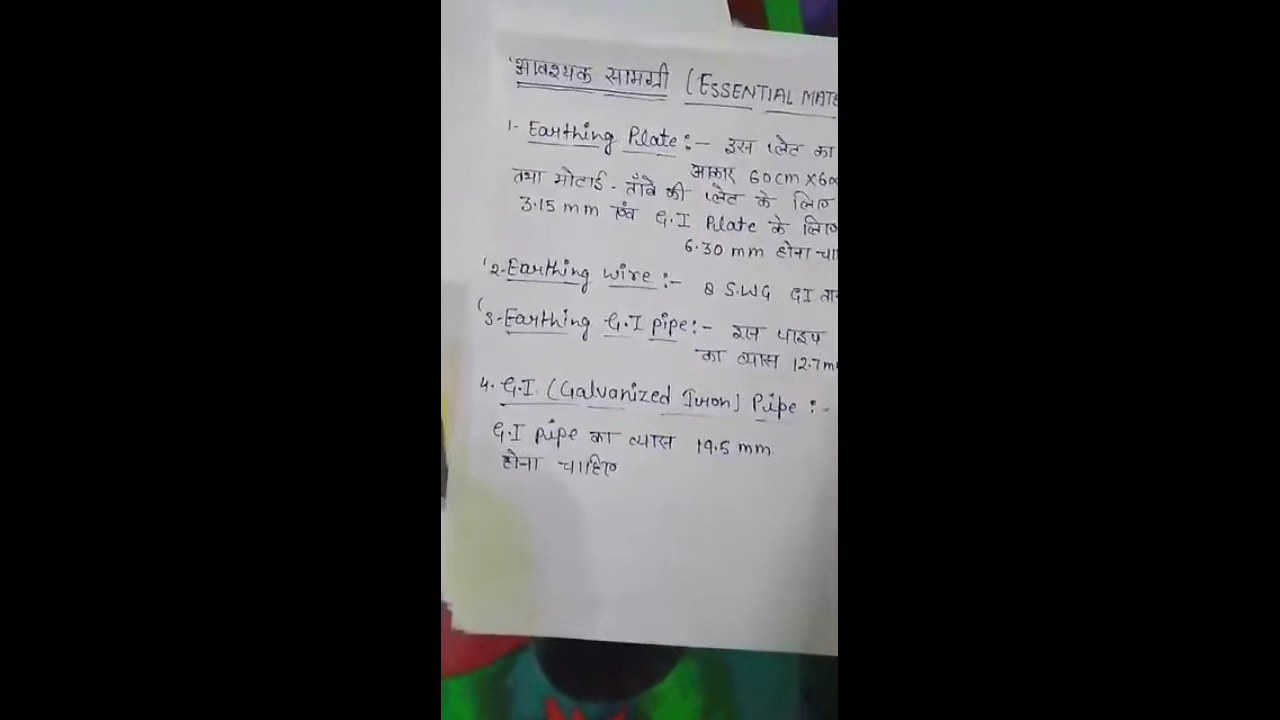 आवश्यक सामग्री (ESSENTIAL MATE
1- Earthing Plate:- इस प्लेट का
आकार 60cm X 60
तथा मोटाई - ताँबे की प्लेट के लिए
3.15 mm एवं G.I Plate के लिए
6.30 mm होना चा
2- Earthing wire:- 8 S.W.G GI ता
3- Earthing G.I pipe:- इस पाइप
का व्यास 12.7 m
4. G.I. (Galvanized Iron) Pipe :-
G.I pipe का व्यास 19.5 mm
होना चाहिए